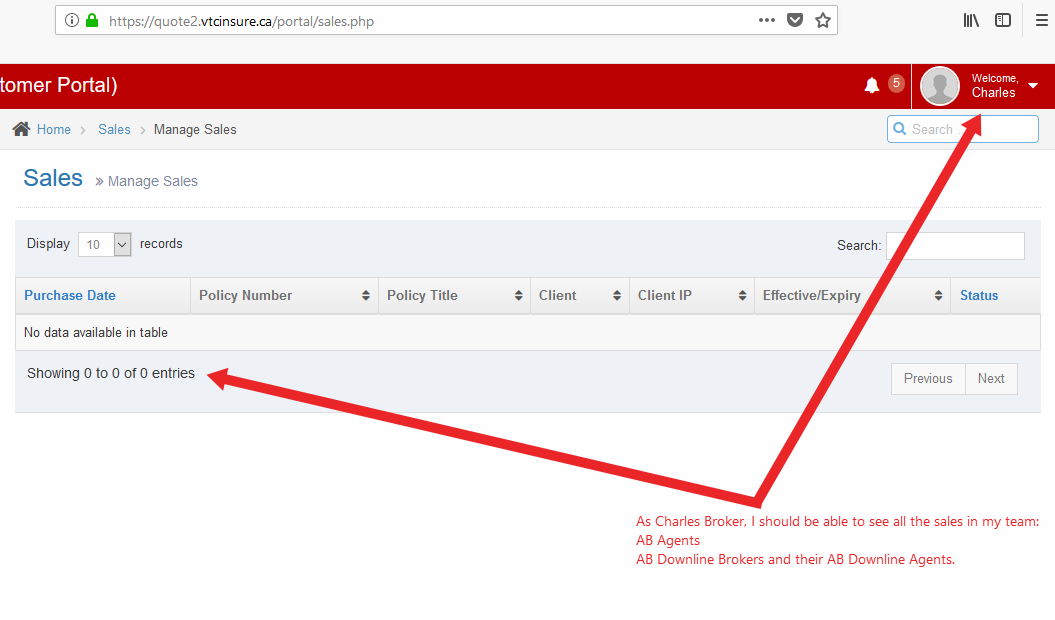 https://quote2.vtcinsure.ca/portal/sales.php
tomer Portal)
5
Welcome,
Charles
Home Sales Manage Sales
Search
Sales » Manage Sales
Display 10 records
Search:
Purchase Date Policy Number Policy Title Client Client IP Effective/Expiry Status
No data available in table
Showing 0 to 0 of 0 entries
Previous Next
As Charles Broker, I should be able to see all the sales in my team:
AB Agents
AB Downline Brokers and their AB Downline Agents.